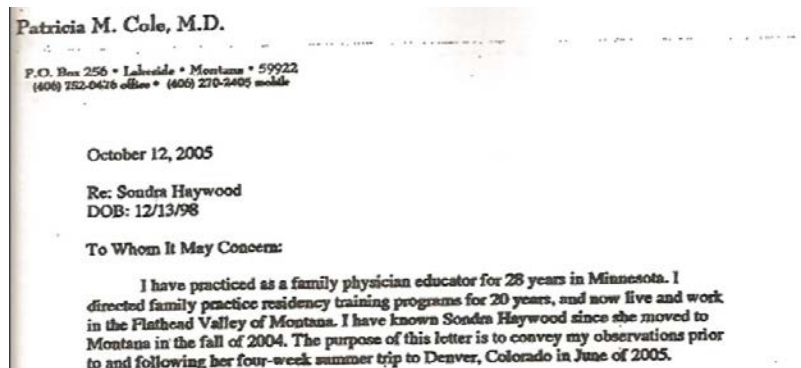 Patricia M. Cole, M.D.
P.O. Box 256 • Lakeside • Montana • 59922
(406) 752-0476 office • (406) 270-2405 mobile
October 12, 2005
Re: Sondra Haywood
DOB: 12/13/98
To Whom It May Concern:
I have practiced as a family physician educator for 28 years in Minnesota. I
directed family practice residency training programs for 20 years, and now live and work
in the Flathead Valley of Montana. I have known Sondra Haywood since she moved to
Montana in the fall of 2004. The purpose of this letter is to convey my observations prior
to and following her four-week summer trip to Denver, Colorado in June of 2005.